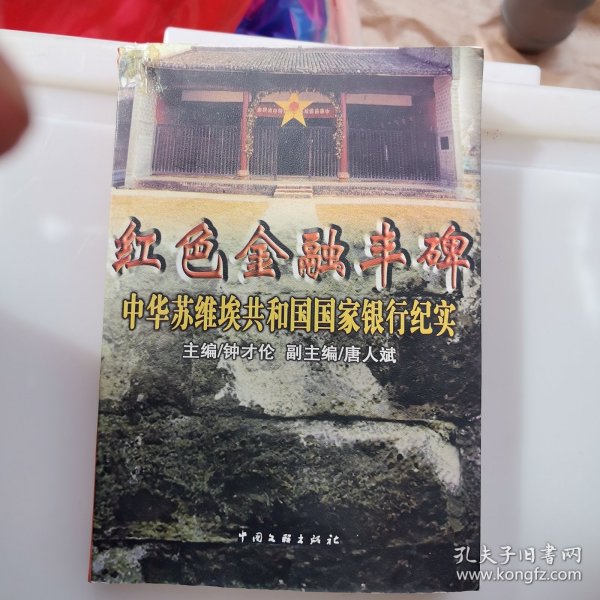 红色金融丰碑
中华苏维埃共和国国家银行纪实
主编/钟才伦 副主编/唐人斌
中国文联出版社
孔夫子旧书网
www.kongfz.com